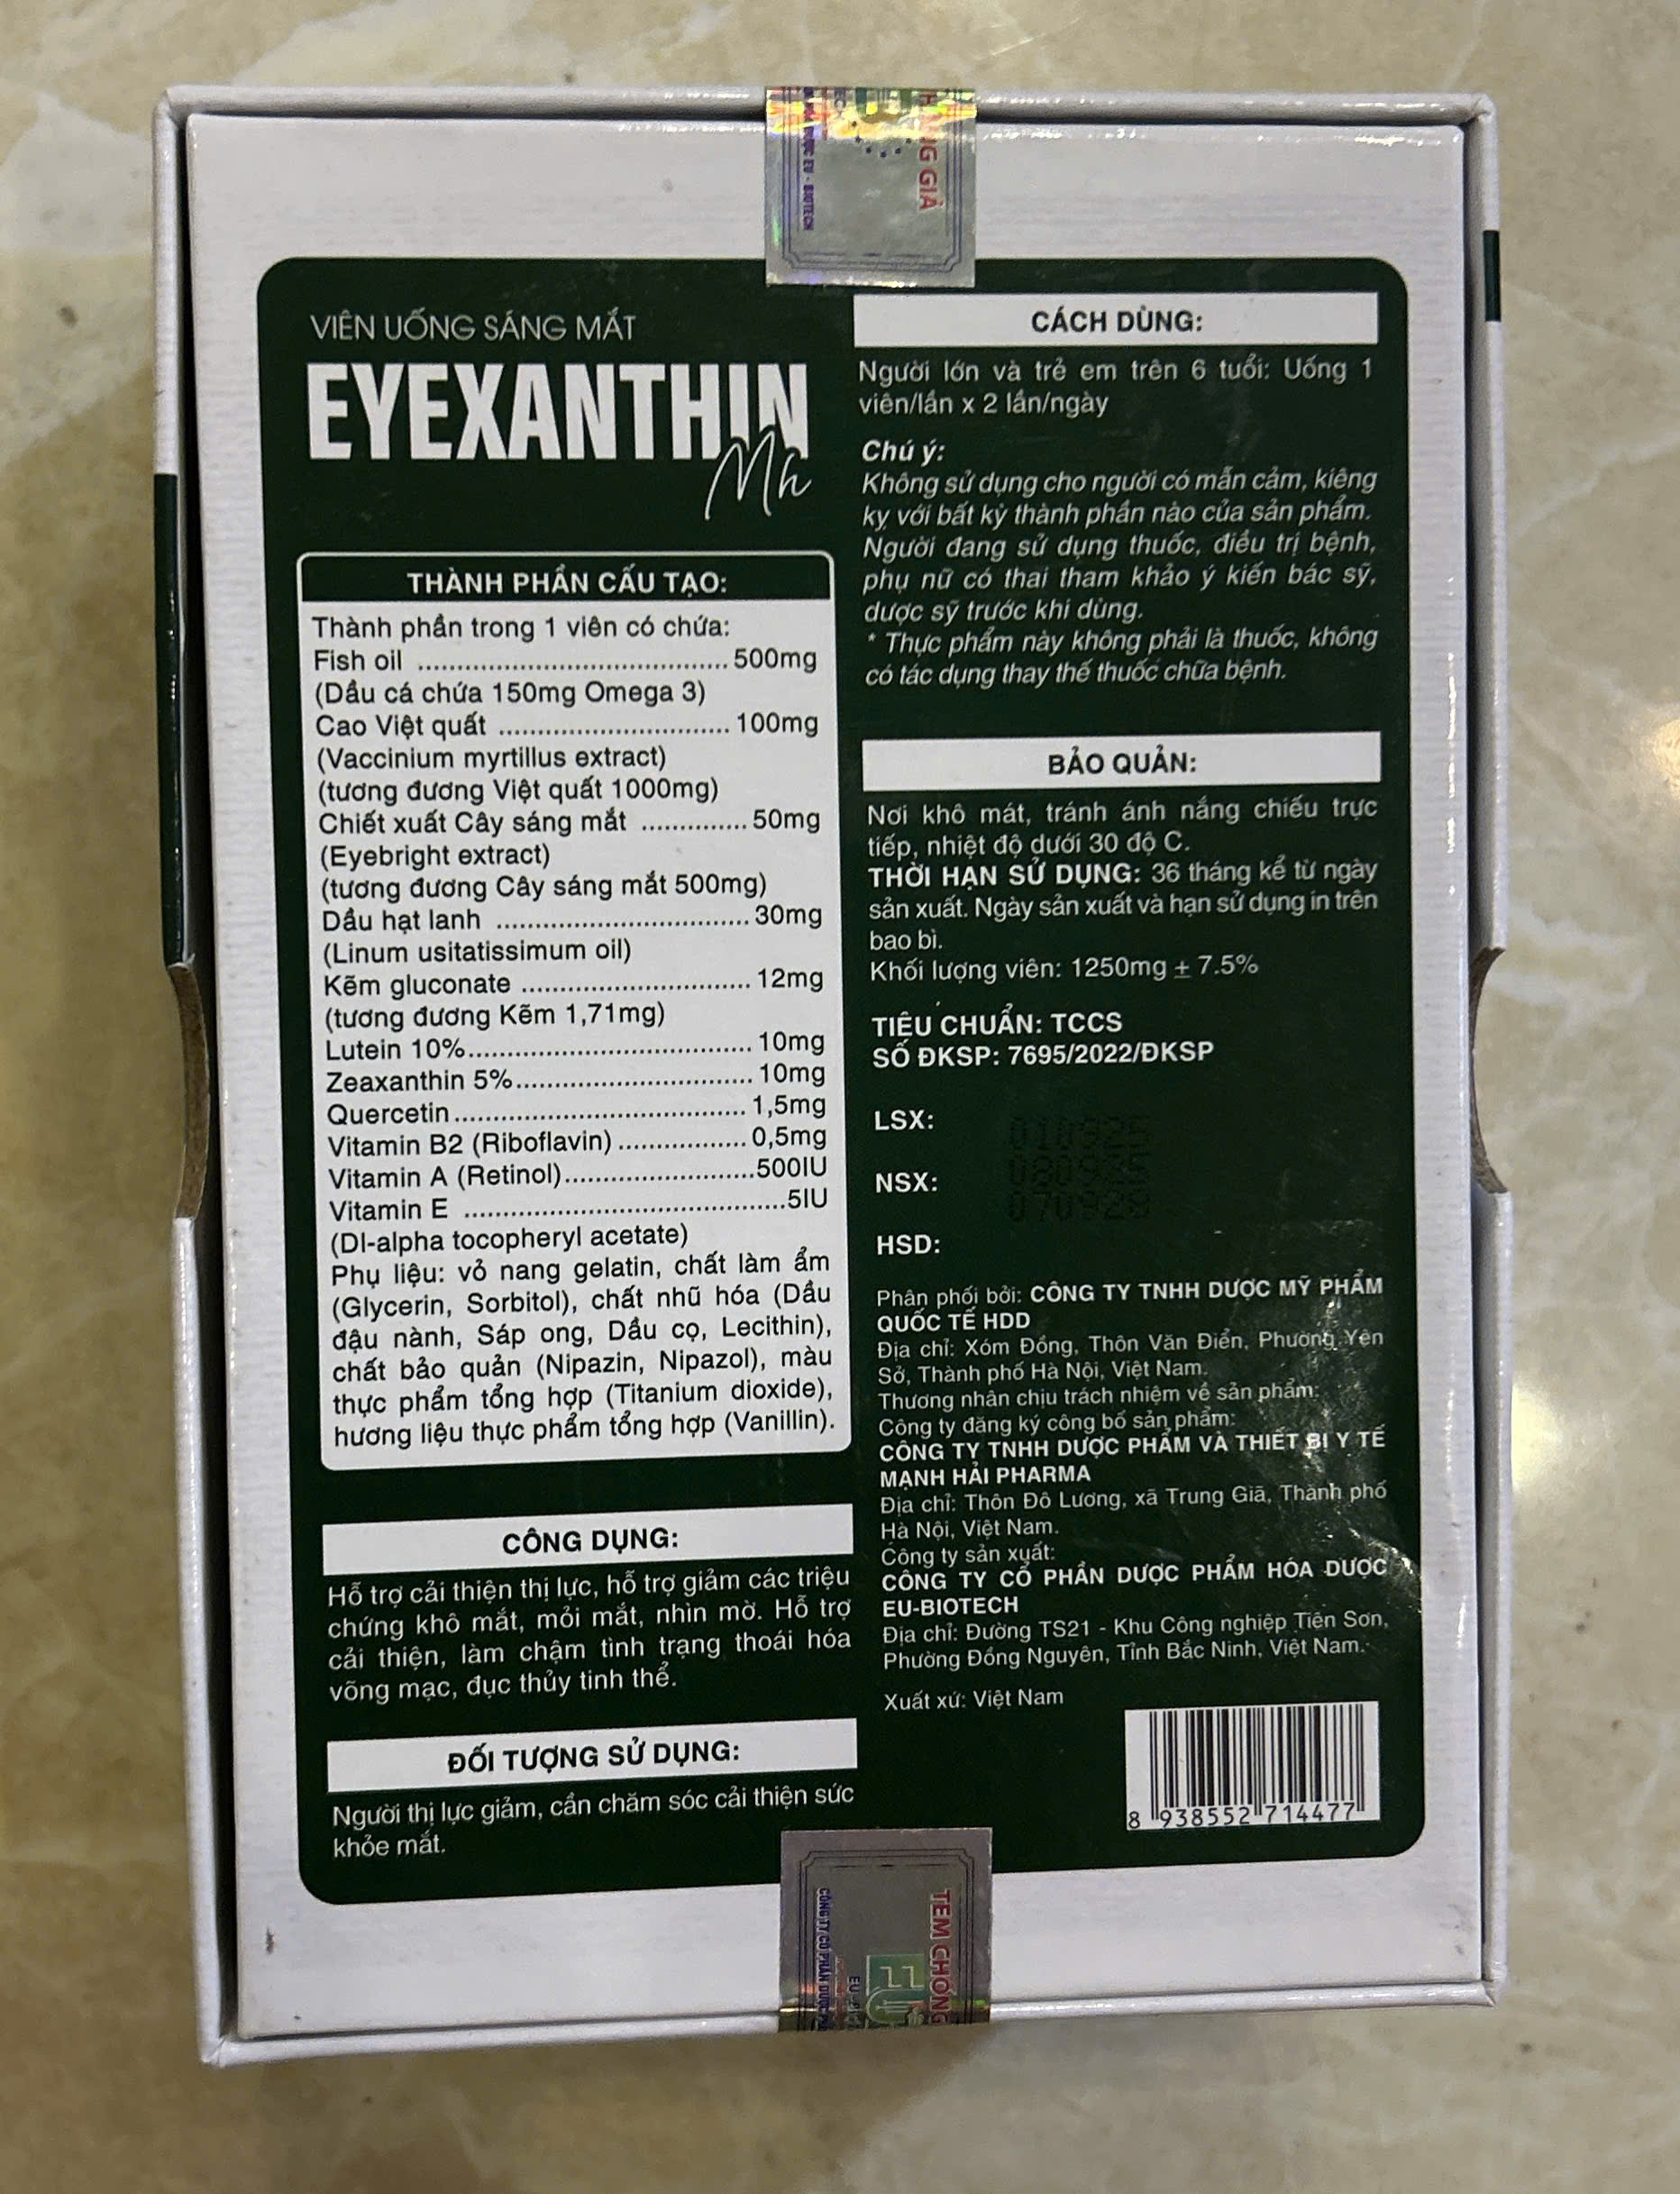 HÀNG GIẢ
EU - BIOTECH
VIÊN UỐNG SÁNG MẮT
EYEXANTHIN
Mh
THÀNH PHẦN CẤU TẠO:
Thành phần trong 1 viên có chứa:
Fish oil ........................................ 500mg
(Dầu cá chứa 150mg Omega 3)
Cao Việt quất .............................. 100mg
(Vaccinium myrtillus extract)
(tương đương Việt quất 1000mg)
Chiết xuất Cây sáng mắt .............. 50mg
(Eyebright extract)
(tương đương Cây sáng mắt 500mg)
Dầu hạt lanh ................................. 30mg
(Linum usitatissimum oil)
Kẽm gluconate .............................. 12mg
(tương đương Kẽm 1,71mg)
Lutein 10%..................................... 10mg
Zeaxanthin 5%............................... 10mg
Quercetin ...................................... 1,5mg
Vitamin B2 (Riboflavin) ................. 0,5mg
Vitamin A (Retinol).........................500IU
Vitamin E ..........................................5IU
(Dl-alpha tocopheryl acetate)
Phụ liệu: vỏ nang gelatin, chất làm ẩm
(Glycerin, Sorbitol), chất nhũ hóa (Dầu
đậu nành, Sáp ong, Dầu cọ, Lecithin),
chất bảo quản (Nipazin, Nipazol), màu
thực phẩm tổng hợp (Titanium dioxide),
hương liệu thực phẩm tổng hợp (Vanillin).
CÔNG DỤNG:
Hỗ trợ cải thiện thị lực, hỗ trợ giảm các triệu
chứng khô mắt, mỏi mắt, nhìn mờ. Hỗ trợ
cải thiện, làm chậm tình trạng thoái hóa
võng mạc, đục thủy tinh thể.
ĐỐI TƯỢNG SỬ DỤNG:
Người thị lực giảm, cần chăm sóc cải thiện sức
khỏe mắt.
CÁCH DÙNG:
Người lớn và trẻ em trên 6 tuổi: Uống 1
viên/lần x 2 lần/ngày
Chú ý:
Không sử dụng cho người có mẫn cảm, kiêng
kỵ với bất kỳ thành phần nào của sản phẩm.
Người đang sử dụng thuốc, điều trị bệnh,
phụ nữ có thai tham khảo ý kiến bác sỹ,
dược sỹ trước khi dùng.
* Thực phẩm này không phải là thuốc, không
có tác dụng thay thế thuốc chữa bệnh.
BẢO QUẢN:
Nơi khô mát, tránh ánh nắng chiếu trực
tiếp, nhiệt độ dưới 30 độ C.
THỜI HẠN SỬ DỤNG: 36 tháng kể từ ngày
sản xuất. Ngày sản xuất và hạn sử dụng in trên
bao bì.
Khối lượng viên: 1250mg ± 7.5%
TIÊU CHUẨN: TCCS
SỐ ĐKSP: 7695/2022/ĐKSP
LSX: 010925
NSX: 080925
070928
HSD:
Phân phối bởi: CÔNG TY TNHH DƯỢC MỸ PHẨM
QUỐC TẾ HDD
Địa chỉ: Xóm Đồng, Thôn Văn Điển, Phường Yên
Sở, Thành phố Hà Nội, Việt Nam.
Thương nhân chịu trách nhiệm về sản phẩm:
Công ty đăng ký công bố sản phẩm:
CÔNG TY TNHH DƯỢC PHẨM VÀ THIẾT BỊ Y TẾ
MẠNH HẢI PHARMA
Địa chỉ: Thôn Đô Lương, xã Trung Giã, Thành phố
Hà Nội, Việt Nam.
Công ty sản xuất:
CÔNG TY CỔ PHẦN DƯỢC PHẨM HÓA DƯỢC
EU-BIOTECH
Địa chỉ: Đường TS21 - Khu Công nghiệp Tiên Sơn,
Phường Đồng Nguyên, Tỉnh Bắc Ninh, Việt Nam.
Xuất xứ: Việt Nam
8 938552 714477
TEM CHỐNG
EU
CÔNG TY CỔ PHẦN DƯỢC